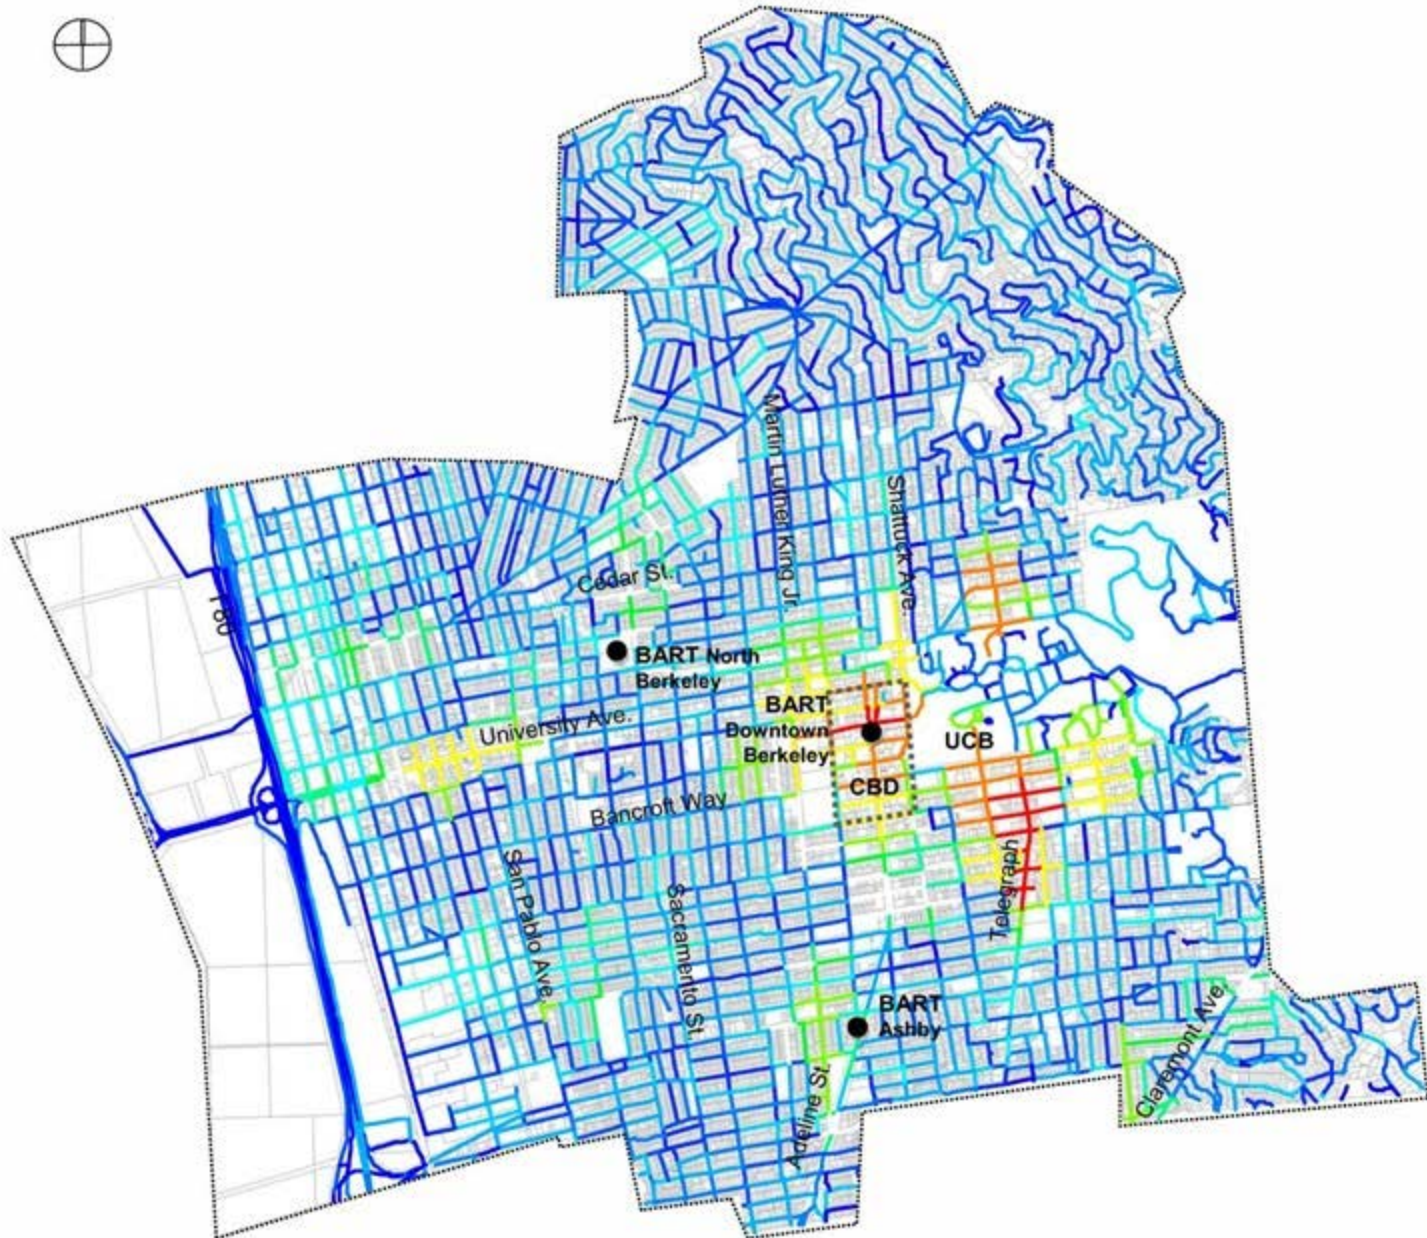 Martin Luther King Jr.
Shattuck Ave.
Cedar St.
I 80
BART North
Berkeley
University Ave.
BART
Downtown
Berkeley
UCB
CBD
Bancroft Way
San Pablo Ave.
Sacramento St.
Telegraph
BART
Ashby
Claremont Ave.
Adeline St.